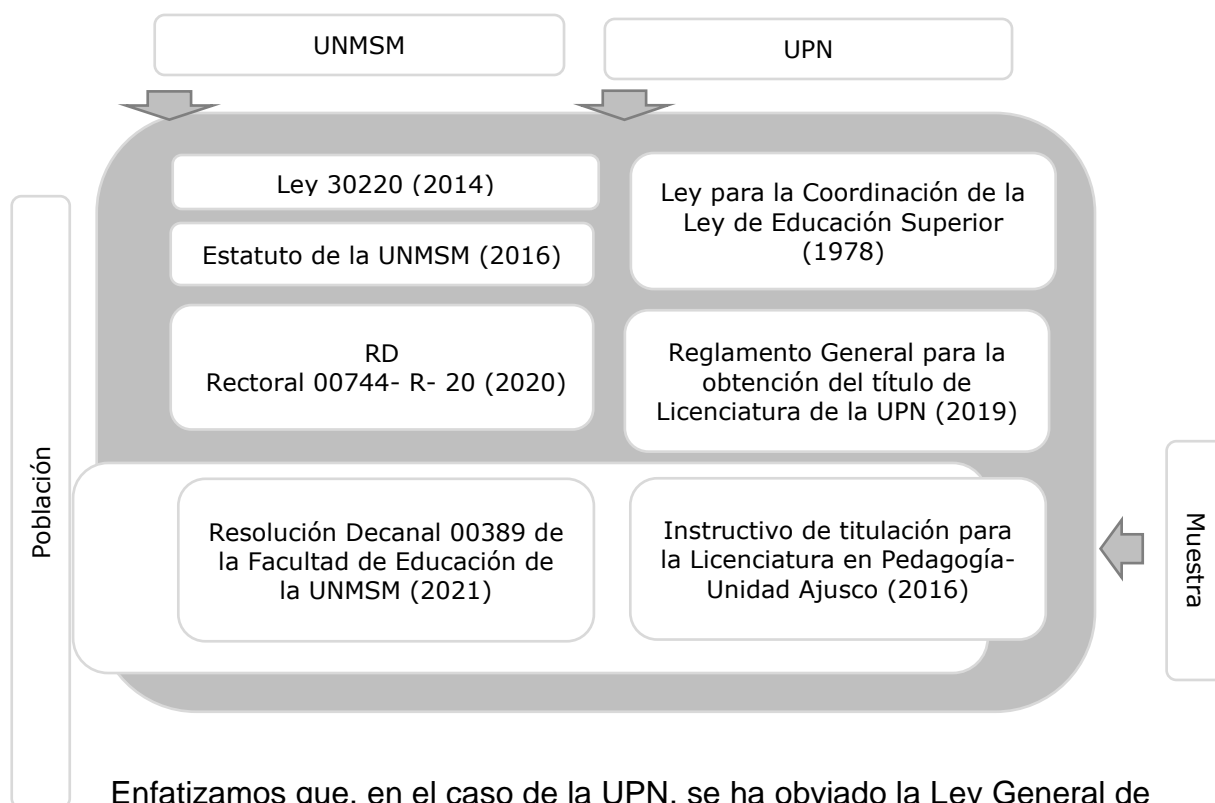 UNMSM
UPN
Ley 30220 (2014)
Estatuto de la UNMSM (2016)
RD
Rectoral 00744- R- 20 (2020)
Resolución Decanal 00389 de
la Facultad de Educación de
la UNMSM (2021)
Ley para la Coordinación de la
Ley de Educación Superior
(1978)
Reglamento General para la
obtención del título de
Licenciatura de la UPN (2019)
Instructivo de titulación para
la Licenciatura en Pedagogía-
Unidad Ajusco (2016)
Población
Muestra
Enfatizamos que, en el caso de la UPN, se ha obviado la Ley General de